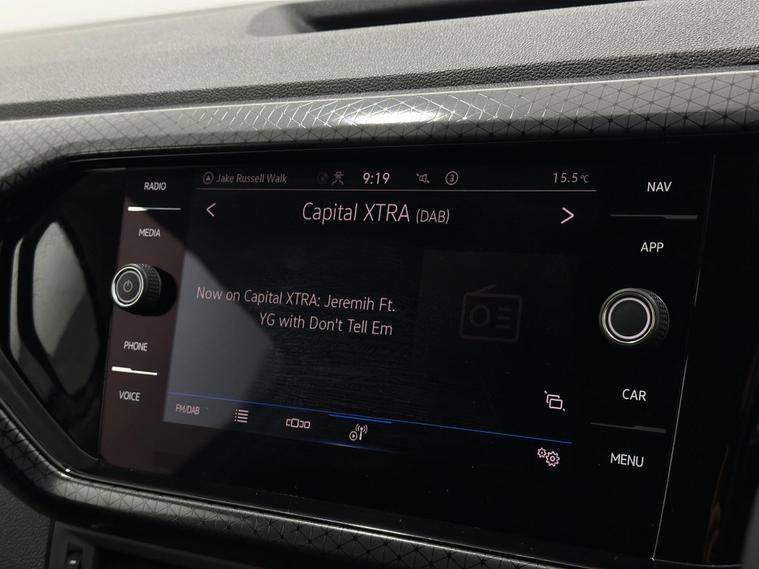 RADIO
MEDIA
PHONE
VOICE
Jake Russell Walk
9:19
3
15.5°C
Capital XTRA (DAB)
Now on Capital XTRA: Jeremih Ft.
YG with Don't Tell Em
FM/DAB
NAV
APP
CAR
MENU